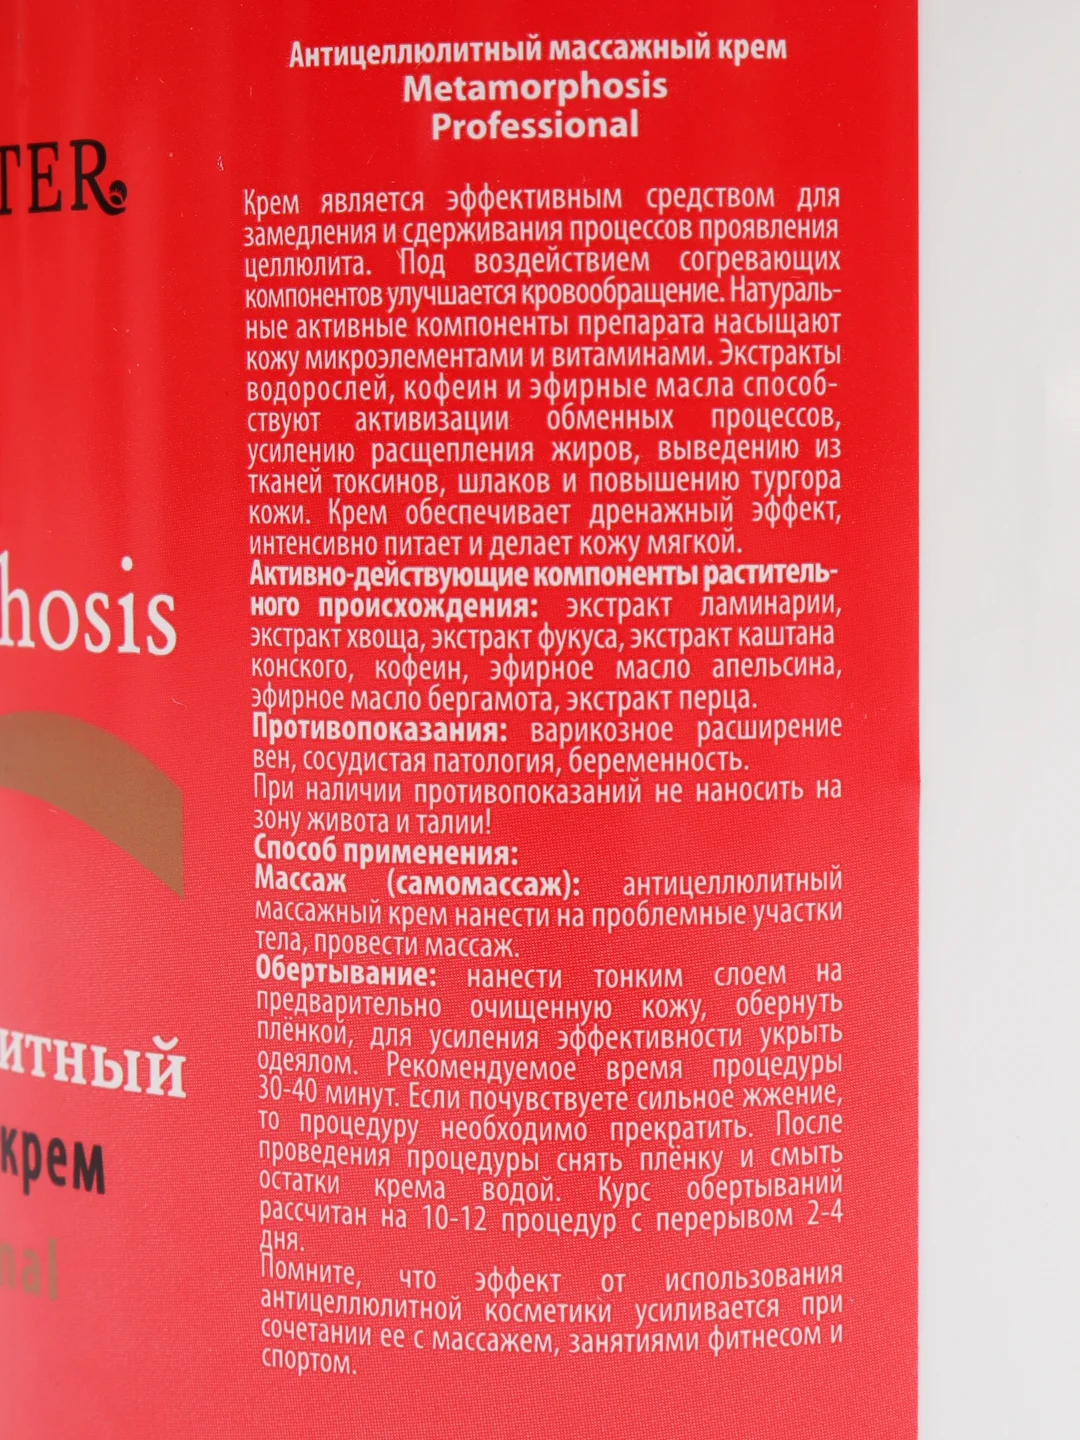 Антицеллюлитный массажный крем
Metamorphosis
Professional
Крем является эффективным средством для
замедления и сдерживания процессов проявления
целлюлита. Под воздействием согревающих
компонентов улучшается кровообращение. Натураль-
ные активные компоненты препарата насыщают
кожу микроэлементами и витаминами. Экстракты
водорослей, кофеин и эфирные масла способ-
ствуют активизации обменных процессов,
усилению расщепления жиров, выведению из
тканей токсинов, шлаков и повышению тургора
кожи. Крем обеспечивает дренажный эффект,
интенсивно питает и делает кожу мягкой.
Активно-действующие компоненты раститель-
ного происхождения: экстракт ламинарии,
экстракт хвоща, экстракт фукуса, экстракт каштана
конского, кофеин, эфирное масло апельсина,
эфирное масло бергамота, экстракт перца.
Противопоказания: варикозное расширение
вен, сосудистая патология, беременность.
При наличии противопоказаний не наносить на
зону живота и талии!
Способ применения:
Массаж (самомассаж): антицеллюлитный
массажный крем нанести на проблемные участки
тела, провести массаж.
Обертывание: нанести тонким слоем на
предварительно очищенную кожу, обернуть
плёнкой, для усиления эффективности укрыть
одеялом. Рекомендуемое время процедуры
30-40 минут. Если почувствуете сильное жжение,
то процедуру необходимо прекратить. После
проведения процедуры снять плёнку и смыть
остатки крема водой. Курс обертываний
рассчитан на 10-12 процедур с перерывом 2-4
дня.
Помните, что эффект от использования
антицеллюлитной косметики усиливается при
сочетании ее с массажем, занятиями фитнесом и
спортом.
TER
hosis
итный
крем
nal